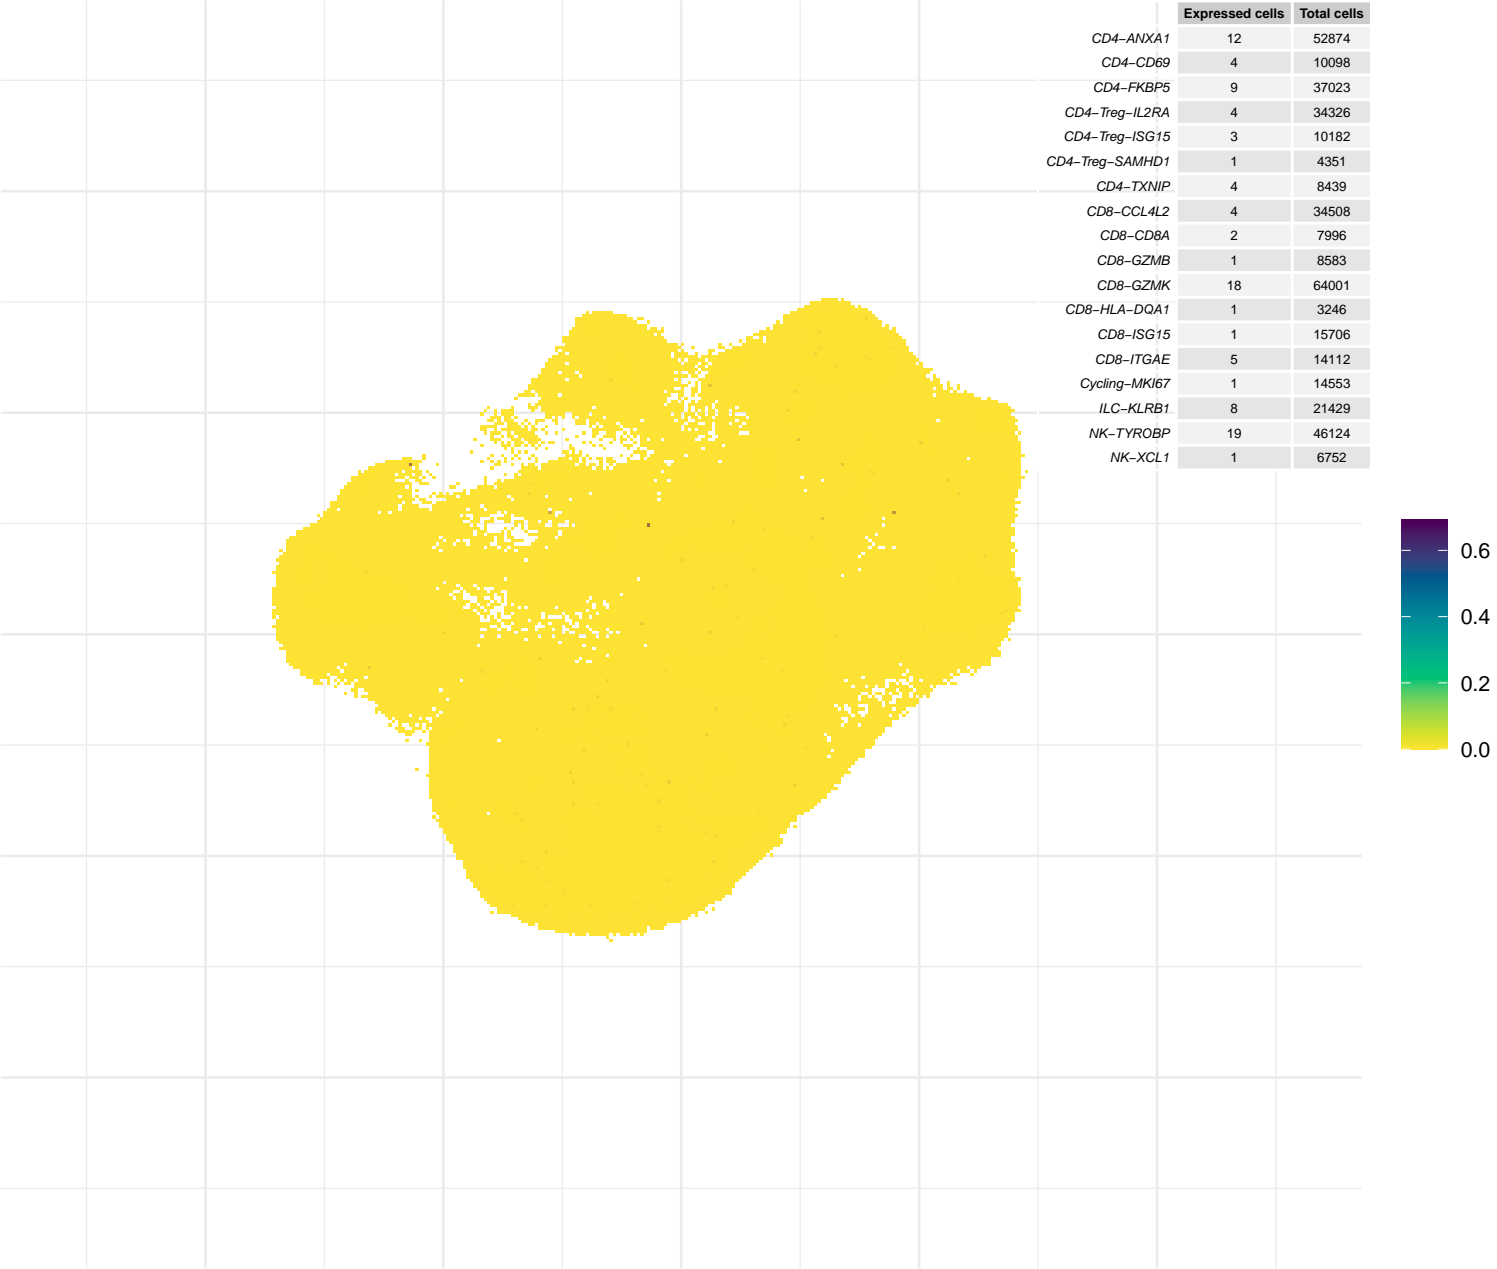 Expressed cells Total cells
CD4−ANXA1 12 52874
CD4−CD69 4 10098
CD4−FKBP5 9 37023
CD4−Treg−IL2RA 4 34326
CD4−Treg−ISG15 3 10182
CD4−Treg−SAMHD1 1 4351
CD4−TXNIP 4 8439
CD8−CCL4L2 4 34508
CD8−CD8A 2 7996
CD8−GZMB 1 8583
CD8−GZMK 18 64001
CD8−HLA−DQA1 1 3246
CD8−ISG15 1 15706
CD8−ITGAE 5 14112
Cycling−MKI67 1 14553
ILC−KLRB1 8 21429
NK−TYROBP 19 46124
NK−XCL1 1 6752
0.6
0.4
0.2
0.0